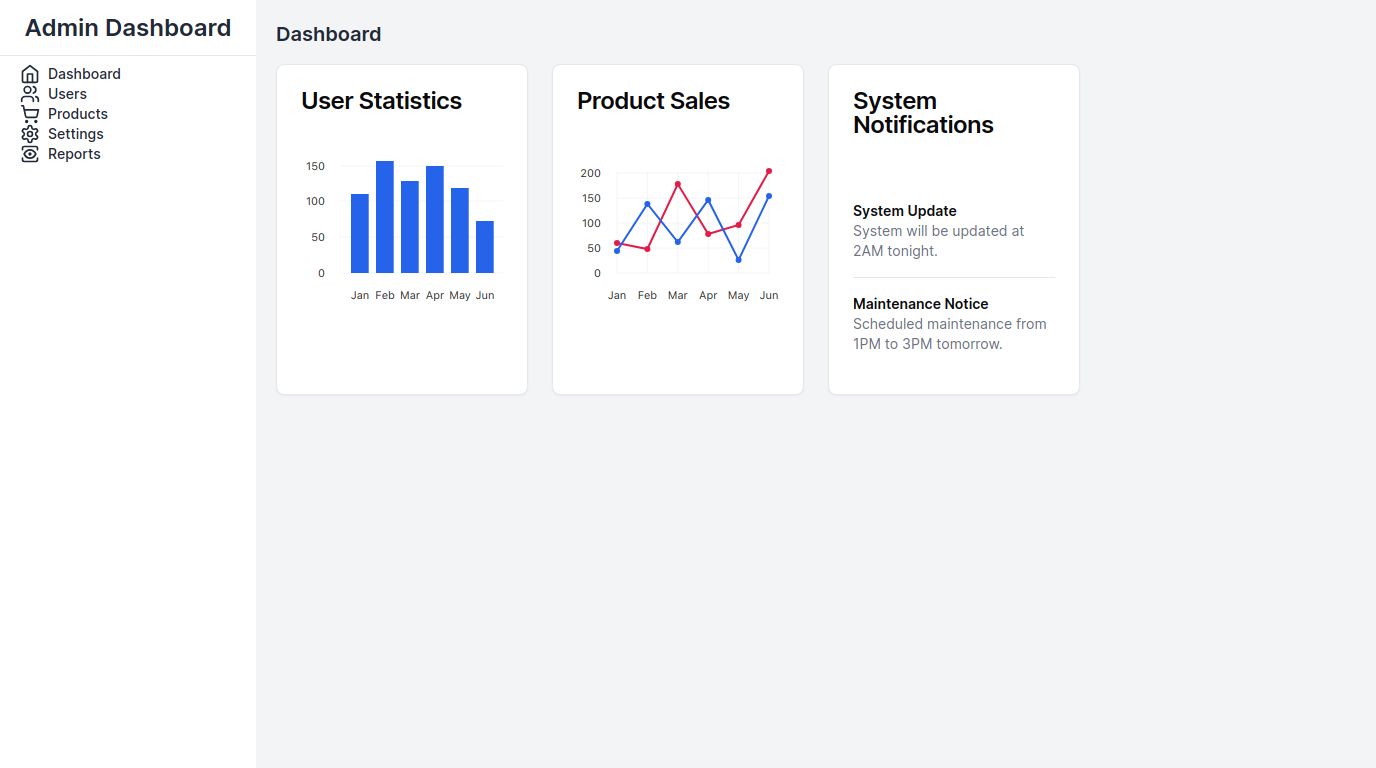 Admin Dashboard
Dashboard
Users
Products
Settings
Reports
Dashboard
User Statistics
150
100
50
0
Jan Feb Mar Apr May Jun
Product Sales
200
150
100
50
0
Jan Feb Mar Apr May Jun
System
Notifications
System Update
System will be updated at
2AM tonight.
Maintenance Notice
Scheduled maintenance from
1PM to 3PM tomorrow.